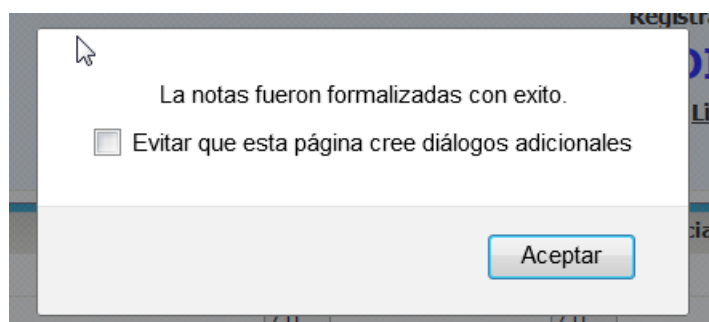 La notas fueron formalizadas con exito.
Evitar que esta página cree diálogos adicionales
Aceptar